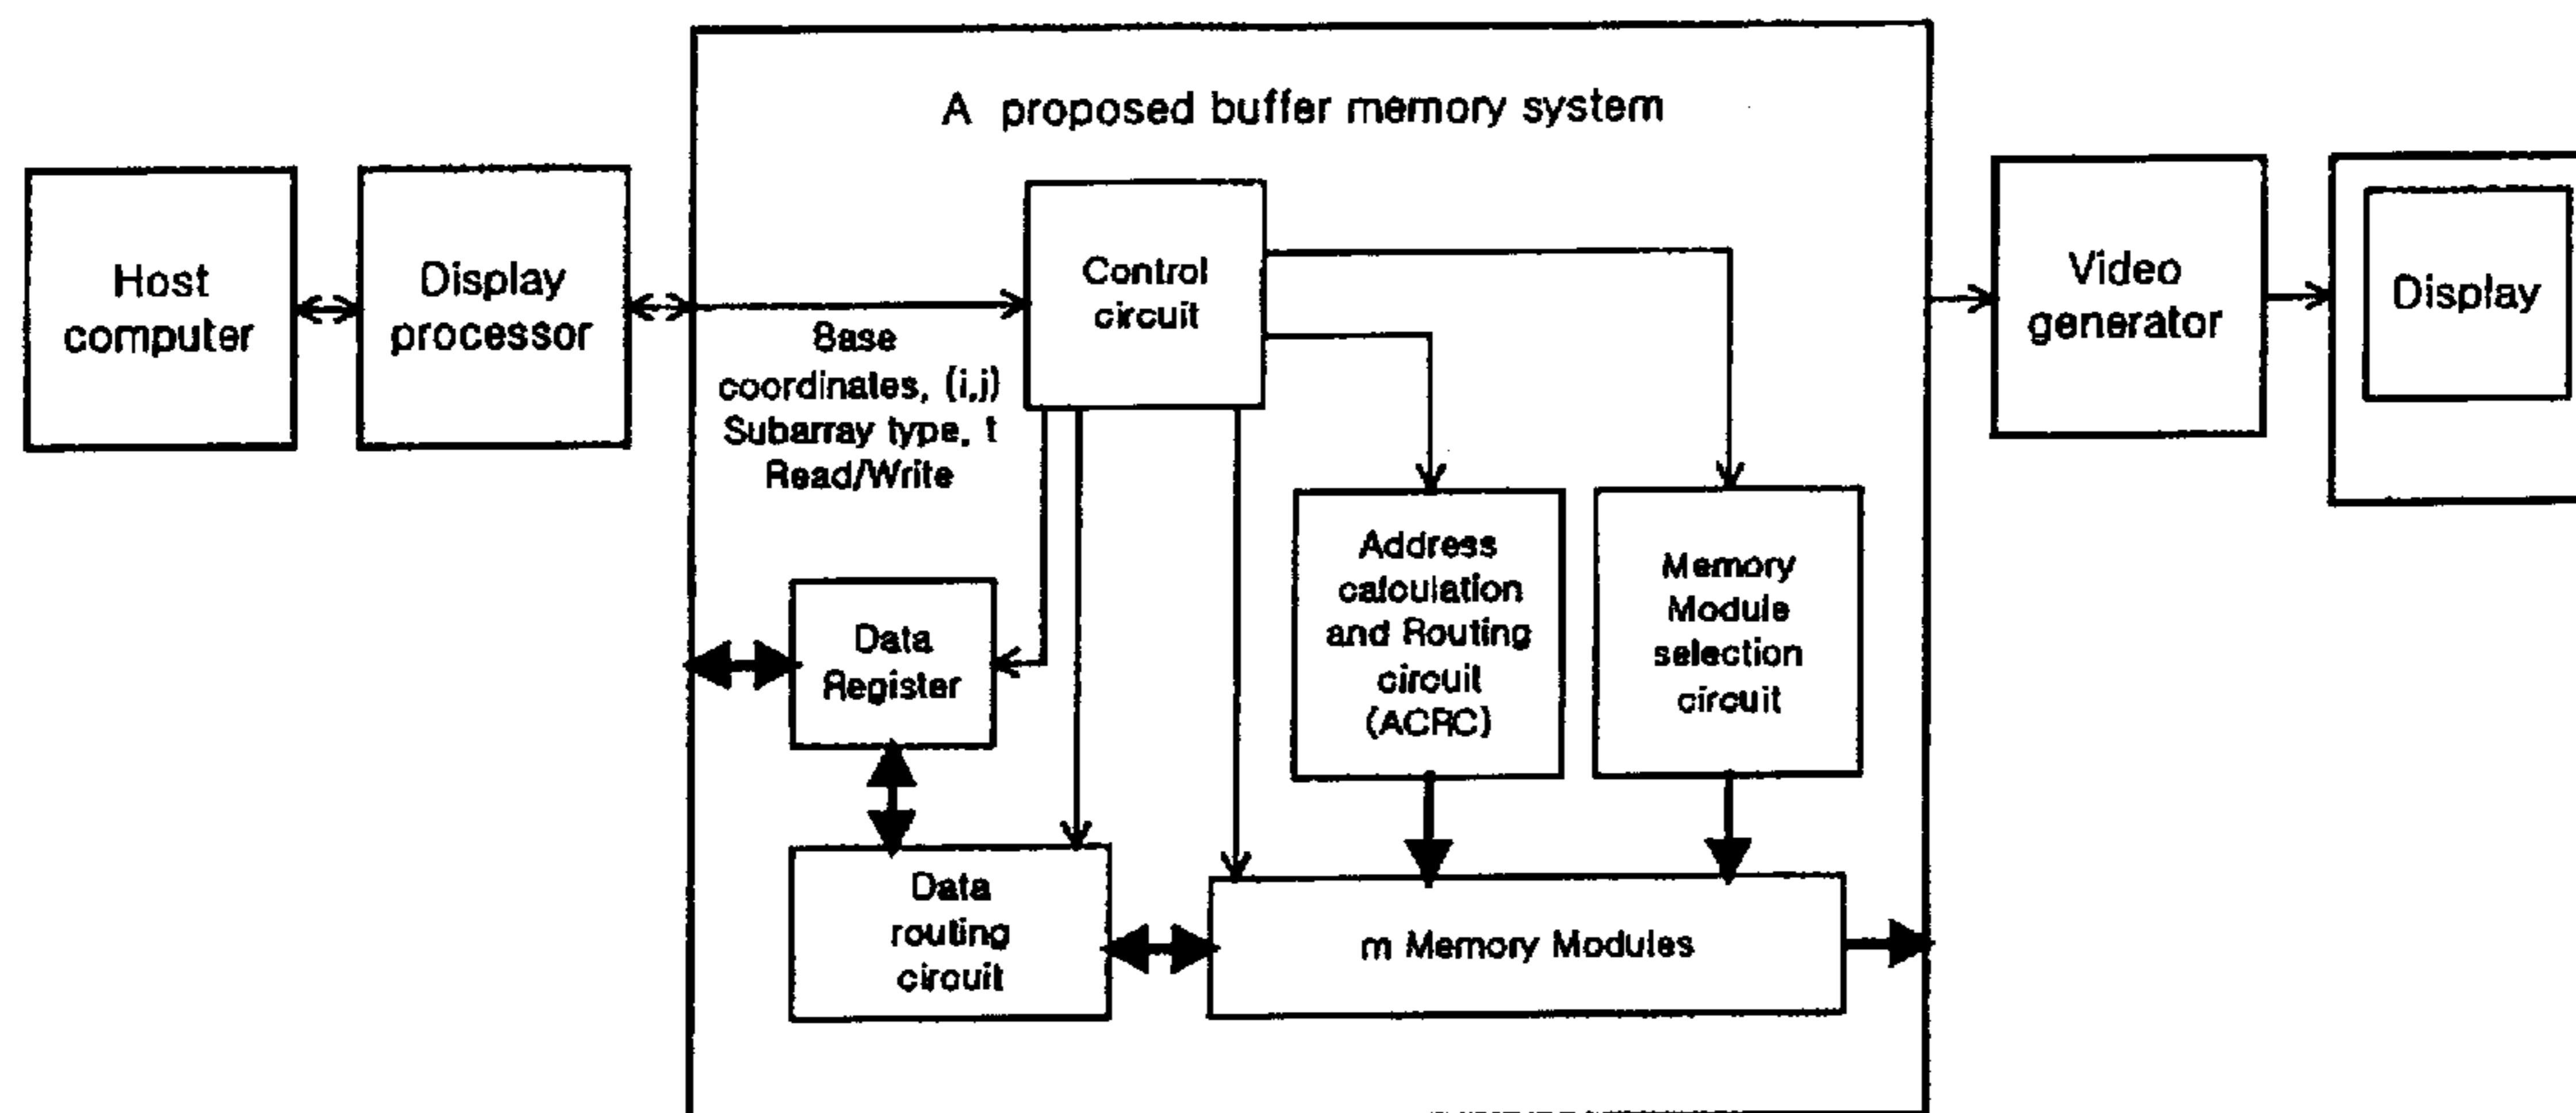 A proposed buffer memory system
Host
computer
Display
processor
Base
coordinates, (i,j)
Subarray type, t
Read/Write
Control
circuit
Video
generator
Display
Data
Register
Address
calculation
and Routing
circuit
(ACRC)
Memory
Module
selection
circuit
Data
routing
circuit
m Memory Modules